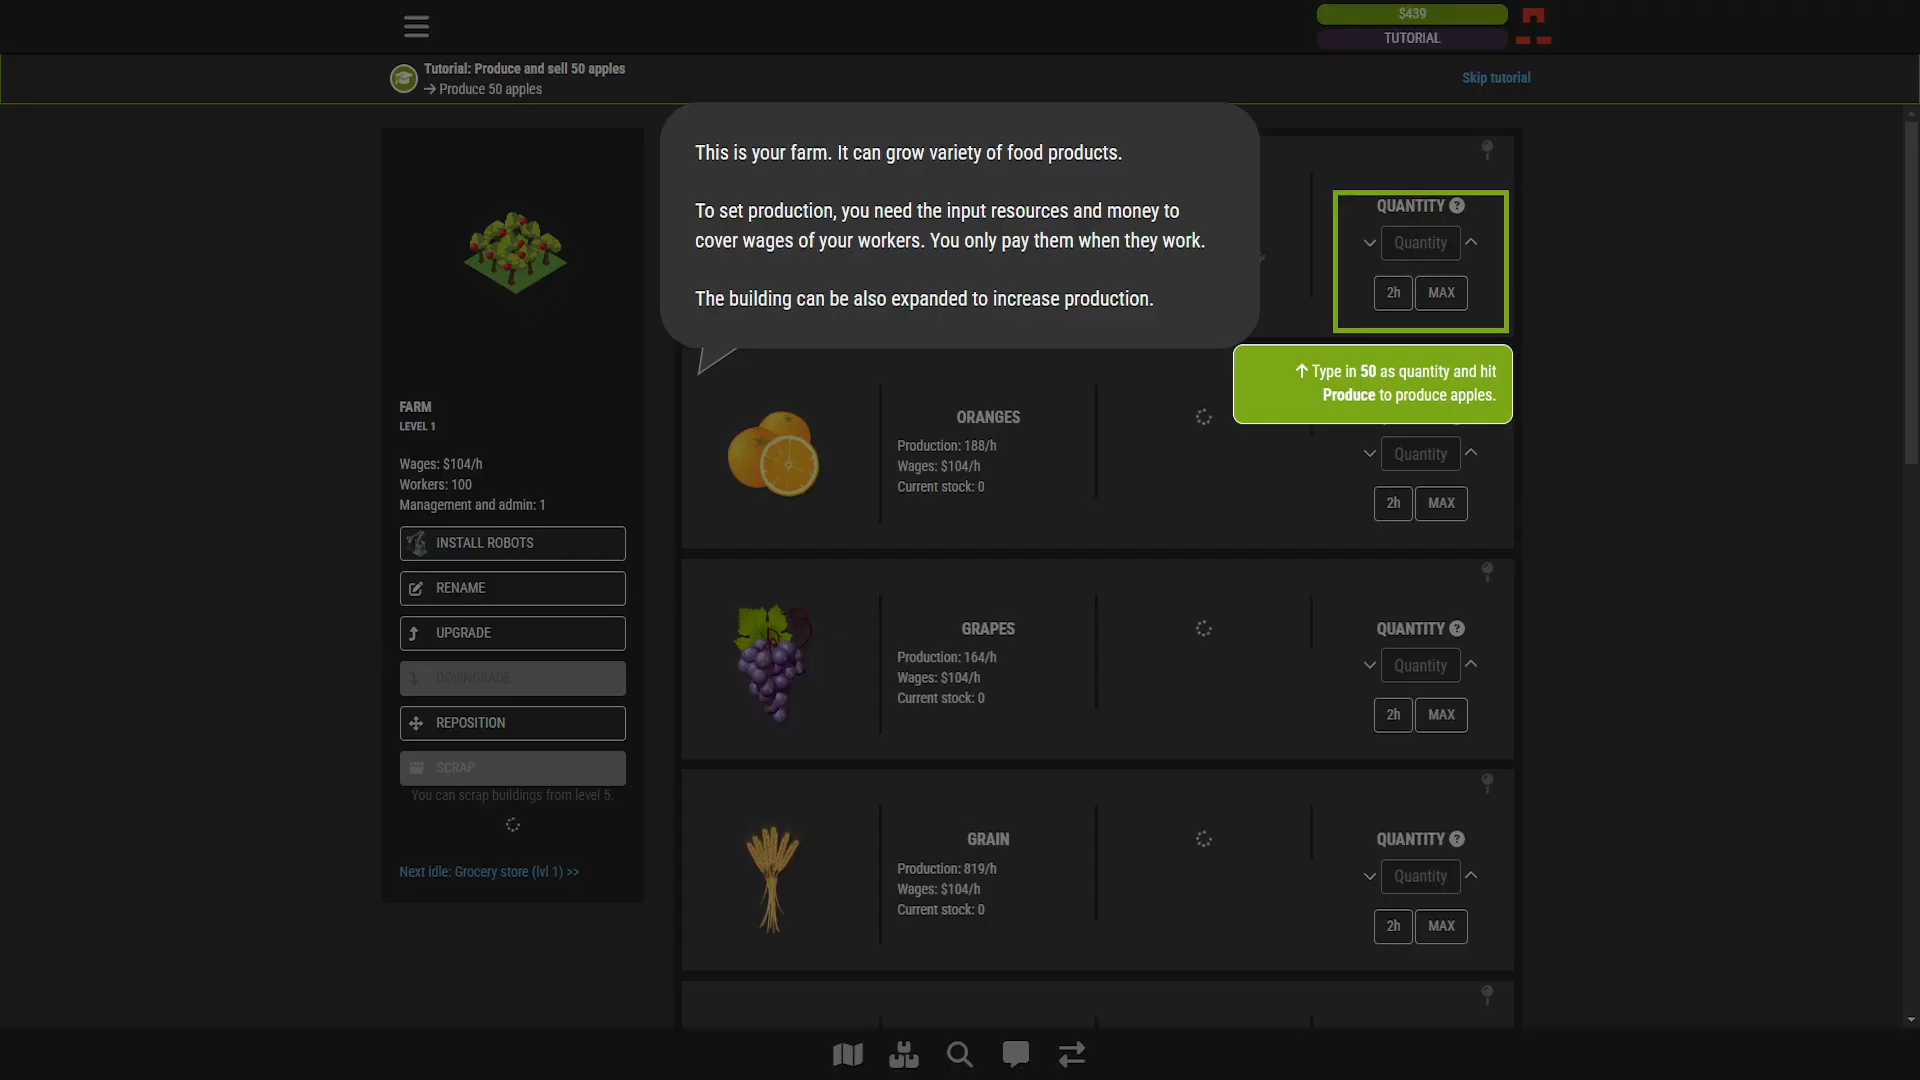 $439
TUTORIAL
Tutorial: Produce and sell 50 apples
→ Produce 50 apples
Skip tutorial
This is your farm. It can grow variety of food products.
To set production, you need the input resources and money to
cover wages of your workers. You only pay them when they work.
The building can be also expanded to increase production.
QUANTITY ?
Quantity
2h MAX
↑ Type in 50 as quantity and hit
Produce to produce apples.
FARM
LEVEL 1
Wages: $104/h
Workers: 100
Management and admin: 1
INSTALL ROBOTS
RENAME
UPGRADE
DOWNGRADE
REPOSITION
SCRAP
You can scrap buildings from level 5.
Next idle: Grocery store (lvl 1) >>
ORANGES
Production: 188/h
Wages: $104/h
Current stock: 0
Quantity
2h MAX
GRAPES
Production: 164/h
Wages: $104/h
Current stock: 0
QUANTITY ?
Quantity
2h MAX
GRAIN
Production: 819/h
Wages: $104/h
Current stock: 0
QUANTITY ?
Quantity
2h MAX